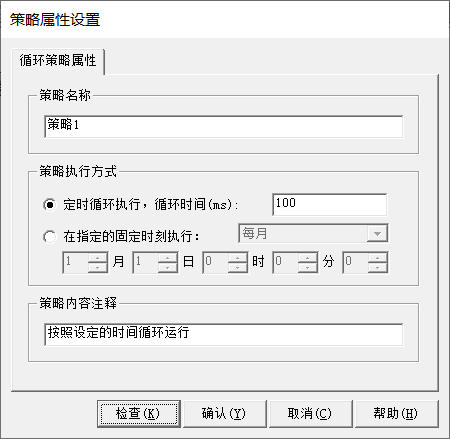 策略属性设置
循环策略属性
策略名称
策略1
策略执行方式
定时循环执行，循环时间(ms): 100
在指定的固定时刻执行: 每月
1 月 1 日 0 时 0 分 0
策略内容注释
按照设定的时间循环运行
检查(K) 确认(Y) 取消(C) 帮助(H)